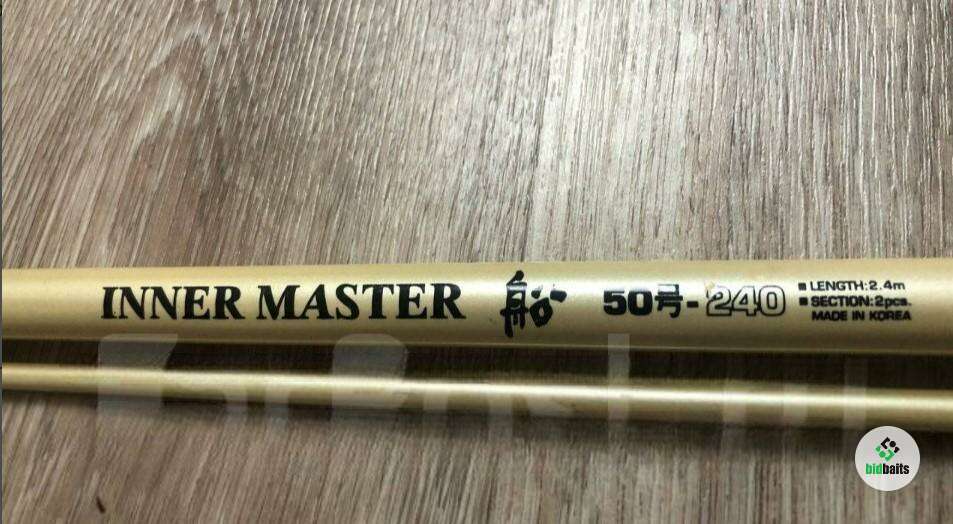 INNER MASTER 船 50号-240
■ LENGTH:2.4m
■ SECTION:2pcs.
MADE IN KOREA
bidbaits